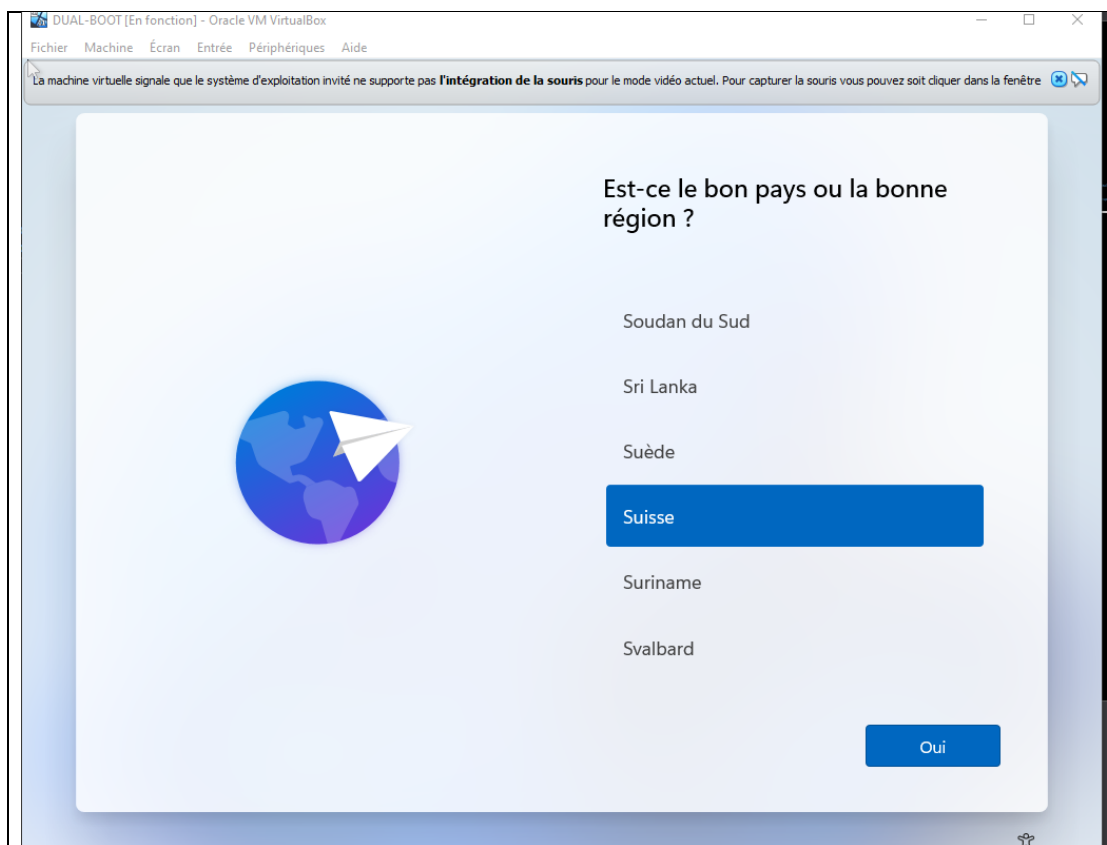 DUAL-BOOT [En fonction] - Oracle VM VirtualBox
Fichier Machine Écran Entrée Périphériques Aide
La machine virtuelle signale que le système d'exploitation invité ne supporte pas l'intégration de la souris pour le mode vidéo actuel. Pour capturer la souris vous pouvez soit cliquer dans la fenêtre
Est-ce le bon pays ou la bonne
région ?
Soudan du Sud
Sri Lanka
Suède
Suisse
Suriname
Svalbard
Oui